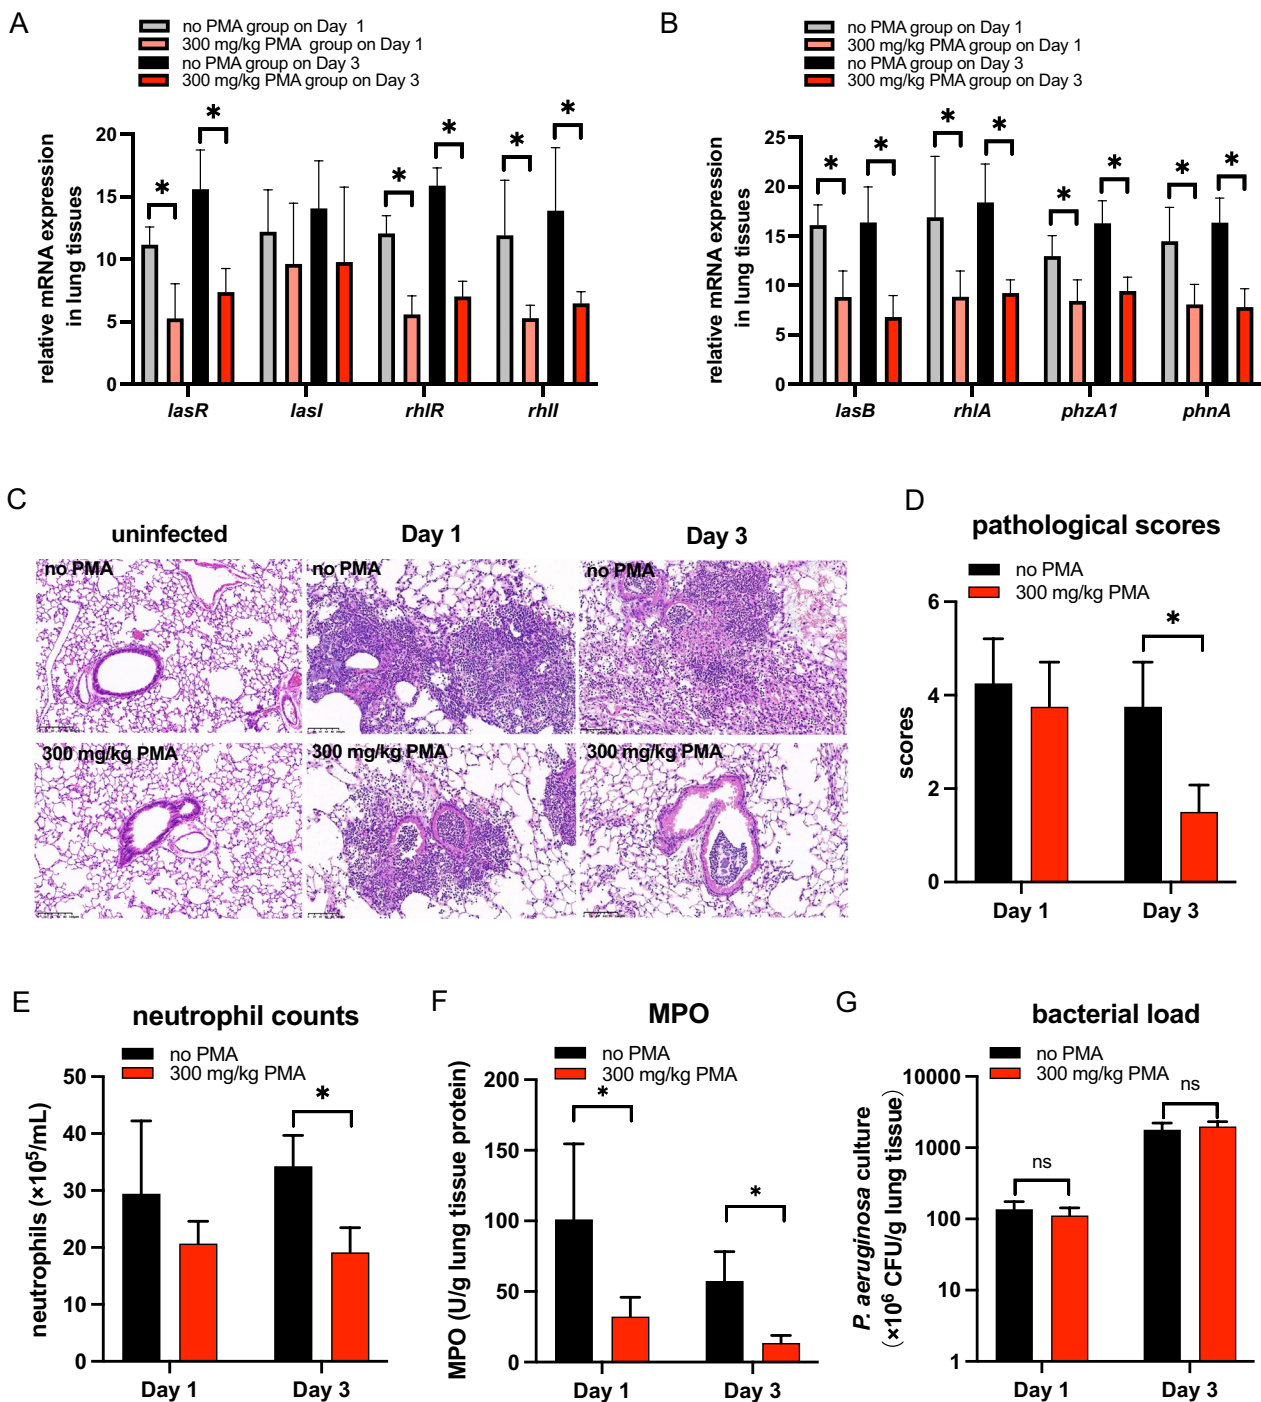 A
no PMA group on Day 1
300 mg/kg PMA group on Day 1
no PMA group on Day 3
300 mg/kg PMA group on Day 3
relative mRNA expression
in lung tissues
20
15
10
5
0
*
*
*
*
*
*
lasR
lasI
rhlR
rhlI
B
no PMA group on Day 1
300 mg/kg PMA group on Day 1
no PMA group on Day 3
300 mg/kg PMA group on Day 3
relative mRNA expression
in lung tissues
25
20
15
10
5
0
*
*
*
*
*
*
*
*
lasB
rhlA
phzA1
phnA
C
uninfected
Day 1
Day 3
no PMA
no PMA
no PMA
300 mg/kg PMA
300 mg/kg PMA
300 mg/kg PMA
D
pathological scores
no PMA
300 mg/kg PMA
scores
6
4
2
0
*
Day 1
Day 3
E
neutrophil counts
no PMA
300 mg/kg PMA
neutrophils (×10⁵/mL)
50
40
30
20
10
0
*
Day 1
Day 3
F
MPO
no PMA
300 mg/kg PMA
MPO (U/g lung tissue protein)
200
150
100
50
0
*
*
Day 1
Day 3
G
bacterial load
no PMA
300 mg/kg PMA
P. aeruginosa culture
(×10⁶ CFU/g lung tissue)
10000
1000
100
10
1
ns
ns
Day 1
Day 3